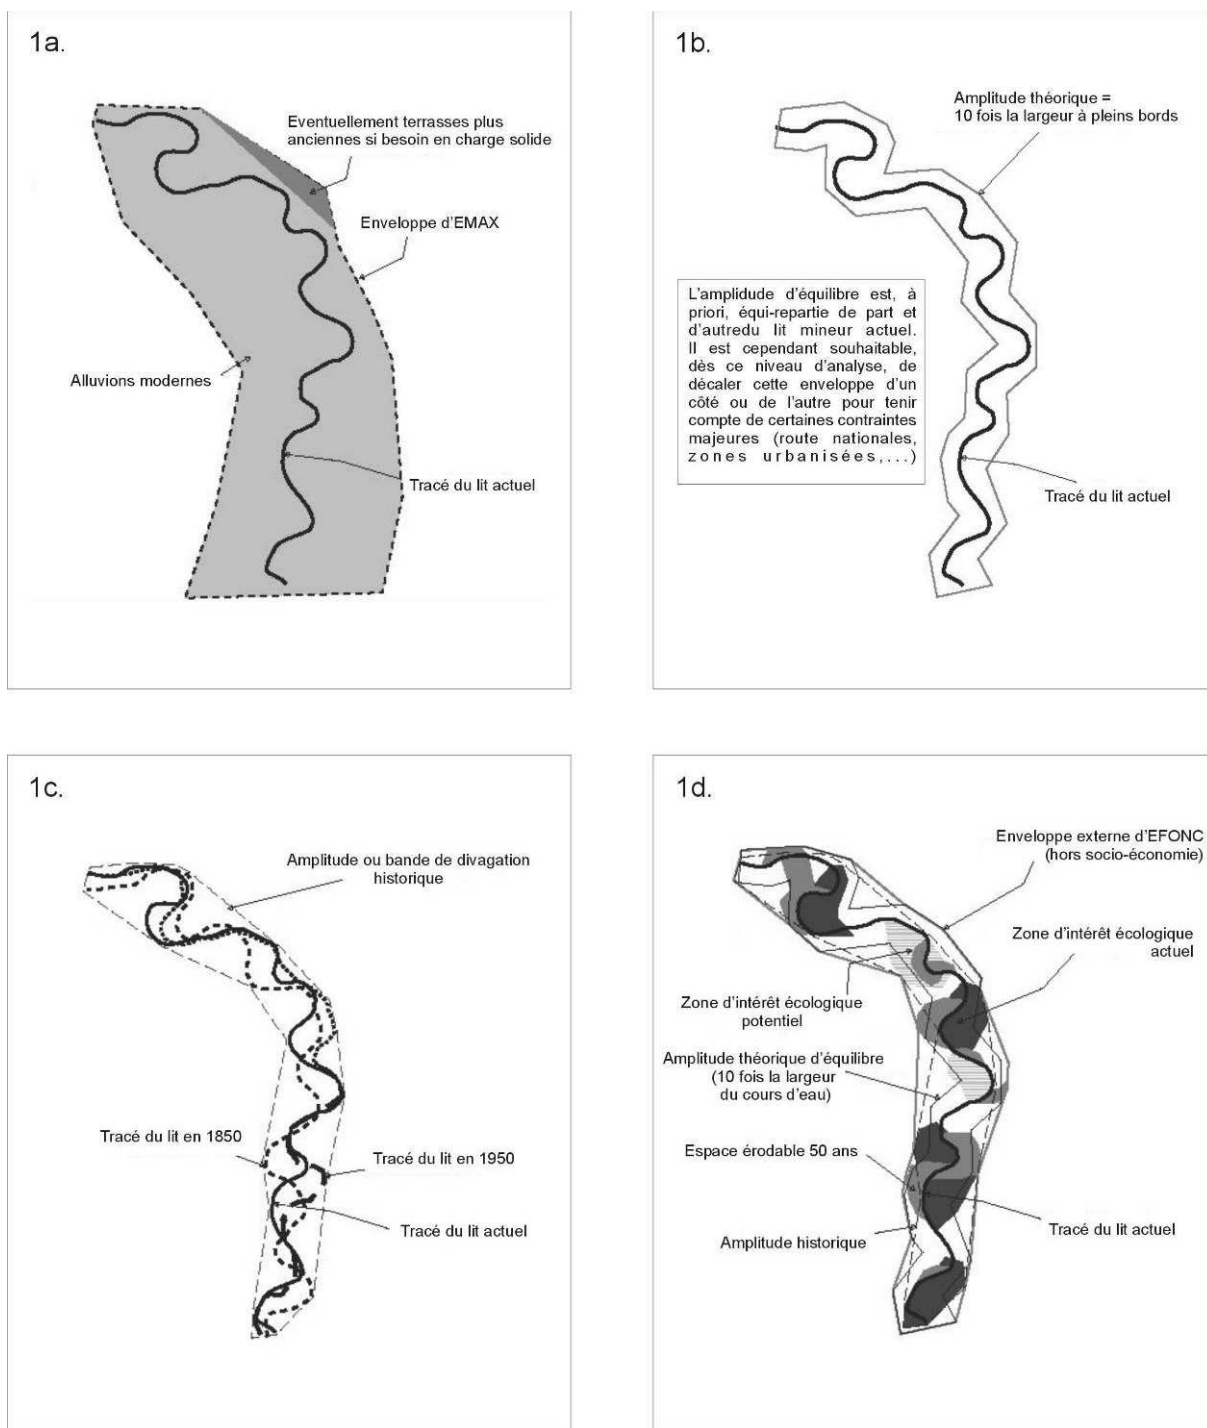 1a.
Eventuellement terrasses plus
anciennes si besoin en charge solide
Enveloppe d'EMAX
Alluvions modernes
Tracé du lit actuel
1b.
Amplitude théorique =
10 fois la largeur à pleins bords
L'amplidude d'équilibre est, à
priori, équi-repartie de part et
d'autredu lit mineur actuel.
Il est cependant souhaitable,
dès ce niveau d'analyse, de
décaler cette enveloppe d'un
côté ou de l'autre pour tenir
compte de certaines contraintes
majeures (route nationales,
zones urbanisées,...)
Tracé du lit actuel
1c.
Amplitude ou bande de divagation
historique
Tracé du lit en 1850
Tracé du lit en 1950
Tracé du lit actuel
1d.
Enveloppe externe d'EFONC
(hors socio-économie)
Zone d'intérêt écologique
actuel
Zone d'intérêt écologique
potentiel
Amplitude théorique d'équilibre
(10 fois la largeur
du cours d'eau)
Espace érodable 50 ans
Tracé du lit actuel
Amplitude historique